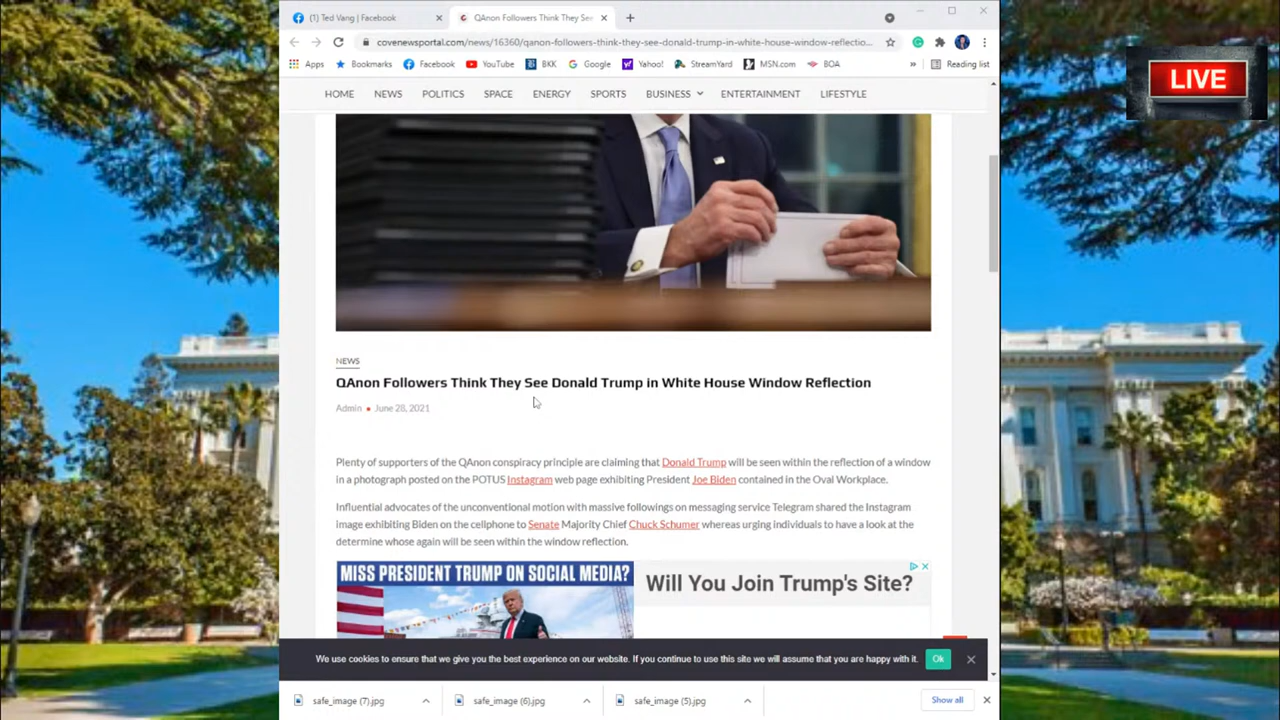 (1) Ted Vang | Facebook
QAnon Followers Think They See
covenewsportal.com/news/16360/qanon-followers-think-they-see-donald-trump-in-white-house-window-reflectio...
Apps Bookmarks Facebook YouTube BKK Google Yahoo! StreamYard MSN.com BOA » Reading list
LIVE
HOME NEWS POLITICS SPACE ENERGY SPORTS BUSINESS ENTERTAINMENT LIFESTYLE
NEWS
QAnon Followers Think They See Donald Trump in White House Window Reflection
Admin • June 28, 2021
Plenty of supporters of the QAnon conspiracy principle are claiming that Donald Trump will be seen within the reflection of a window
in a photograph posted on the POTUS Instagram web page exhibiting President Joe Biden contained in the Oval Workplace.
Influential advocates of the unconventional motion with massive followings on messaging service Telegram shared the Instagram
image exhibiting Biden on the cellphone to Senate Majority Chief Chuck Schumer whereas urging individuals to have a look at the
determine whose again will be seen within the window reflection.
MISS PRESIDENT TRUMP ON SOCIAL MEDIA?
Will You Join Trump's Site?
We use cookies to ensure that we give you the best experience on our website. If you continue to use this site we will assume that you are happy with it. Ok
safe_image (7).jpg safe_image (6).jpg safe_image (5).jpg Show all